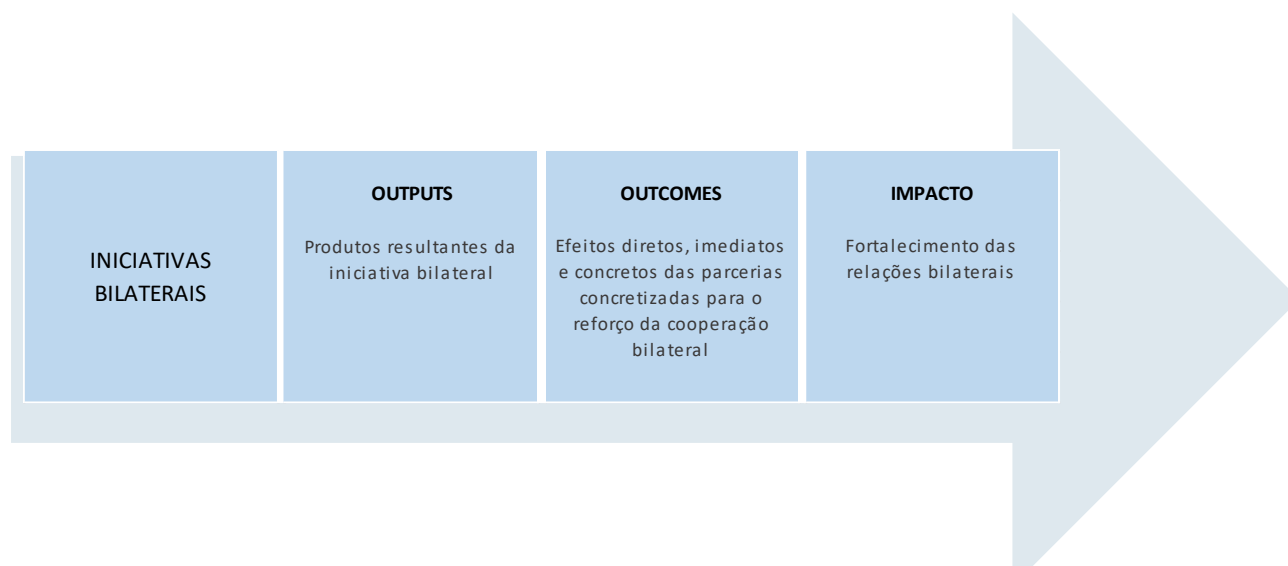 INICIATIVAS
BILATERAIS
OUTPUTS
Produtos resultantes da
iniciativa bilateral
OUTCOMES
Efeitos diretos, imediatos
e concretos das parcerias
concretizadas para o
reforço da cooperação
bilateral
IMPACTO
Fortalecimento das
relações bilaterais